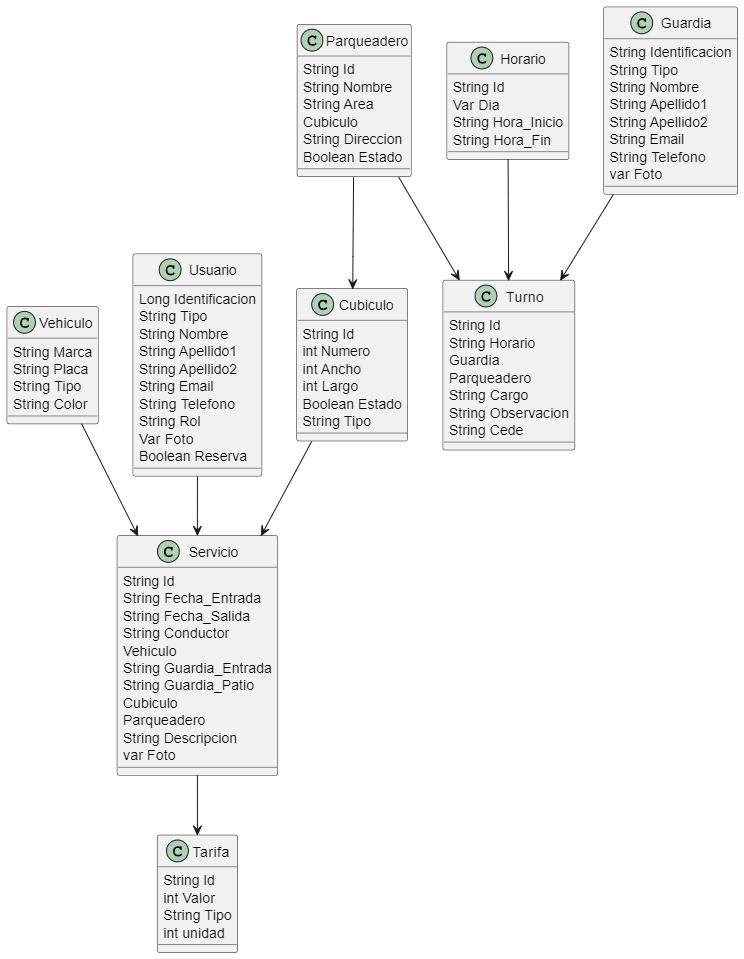 C Parqueadero
String Id
String Nombre
String Area
Cubiculo
String Direccion
Boolean Estado
C Horario
String Id
Var Dia
String Hora_Inicio
String Hora_Fin
C Guardia
String Identificacion
String Tipo
String Nombre
String Apellido1
String Apellido2
String Email
String Telefono
var Foto
C Vehiculo
String Marca
String Placa
String Tipo
String Color
C Usuario
Long Identificacion
String Tipo
String Nombre
String Apellido1
String Apellido2
String Email
String Telefono
String Rol
Var Foto
Boolean Reserva
C Cubiculo
String Id
int Numero
int Ancho
int Largo
Boolean Estado
String Tipo
C Turno
String Id
String Horario
Guardia
Parqueadero
String Cargo
String Observacion
String Cede
C Servicio
String Id
String Fecha_Entrada
String Fecha_Salida
String Conductor
Vehiculo
String Guardia_Entrada
String Guardia_Patio
Cubiculo
Parqueadero
String Descripcion
var Foto
C Tarifa
String Id
int Valor
String Tipo
int unidad